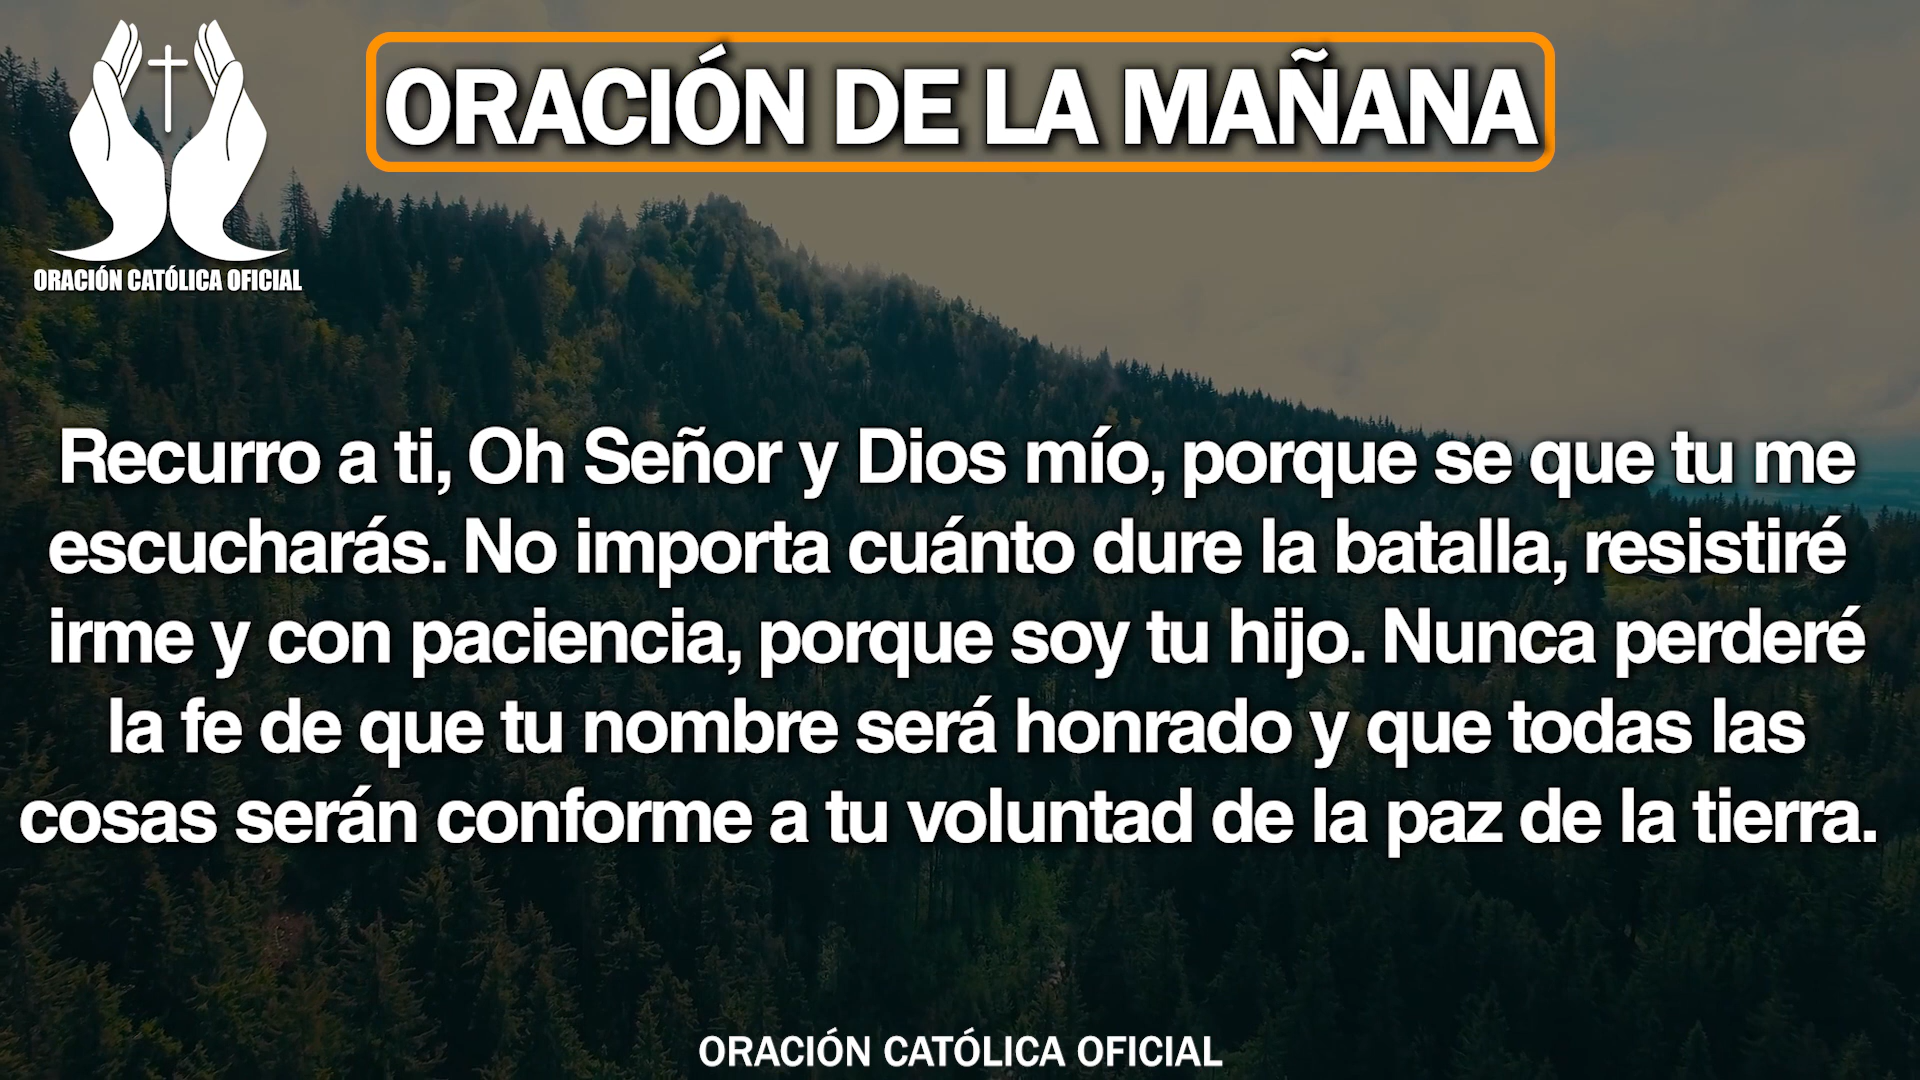 ORACIÓN DE LA MAÑANA
ORACIÓN CATÓLICA OFICIAL
Recurro a ti, Oh Señor y Dios mío, porque se que tu me
escucharás. No importa cuánto dure la batalla, resistiré
irme y con paciencia, porque soy tu hijo. Nunca perderé
la fe de que tu nombre será honrado y que todas las
cosas serán conforme a tu voluntad de la paz de la tierra.
ORACIÓN CATÓLICA OFICIAL